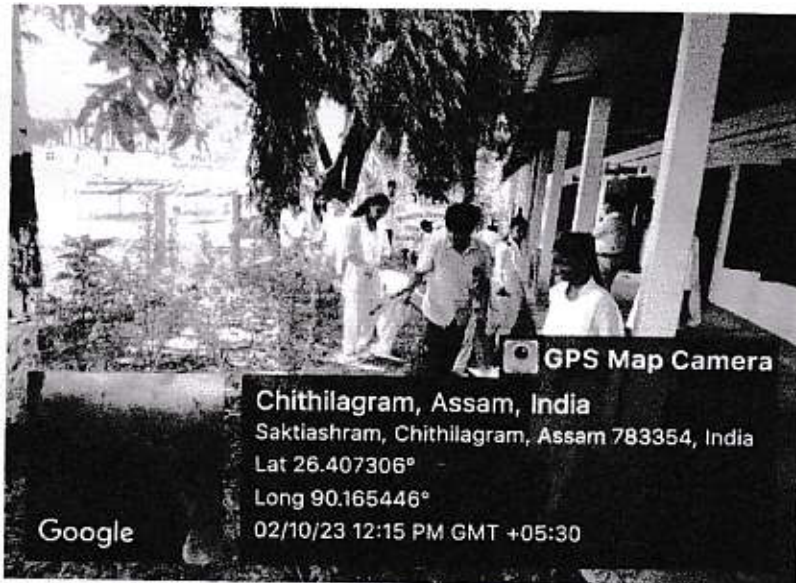 GPS Map Camera
Chithilagram, Assam, India
Saktiashram, Chithilagram, Assam 783354, India
Lat 26.407306°
Long 90.165446°
02/10/23 12:15 PM GMT +05:30
Google